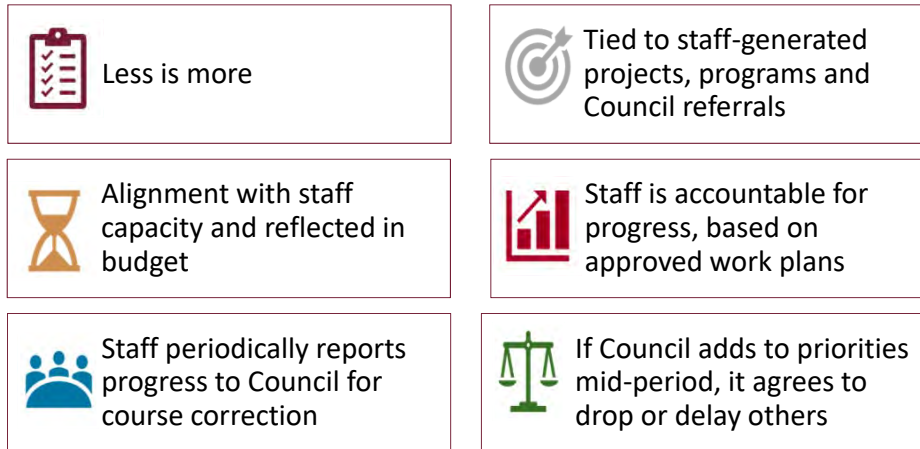 Less is more
Tied to staff-generated
projects, programs and
Council referrals
Alignment with staff
capacity and reflected in
budget
Staff is accountable for
progress, based on
approved work plans
Staff periodically reports
progress to Council for
course correction
If Council adds to priorities
mid-period, it agrees to
drop or delay others